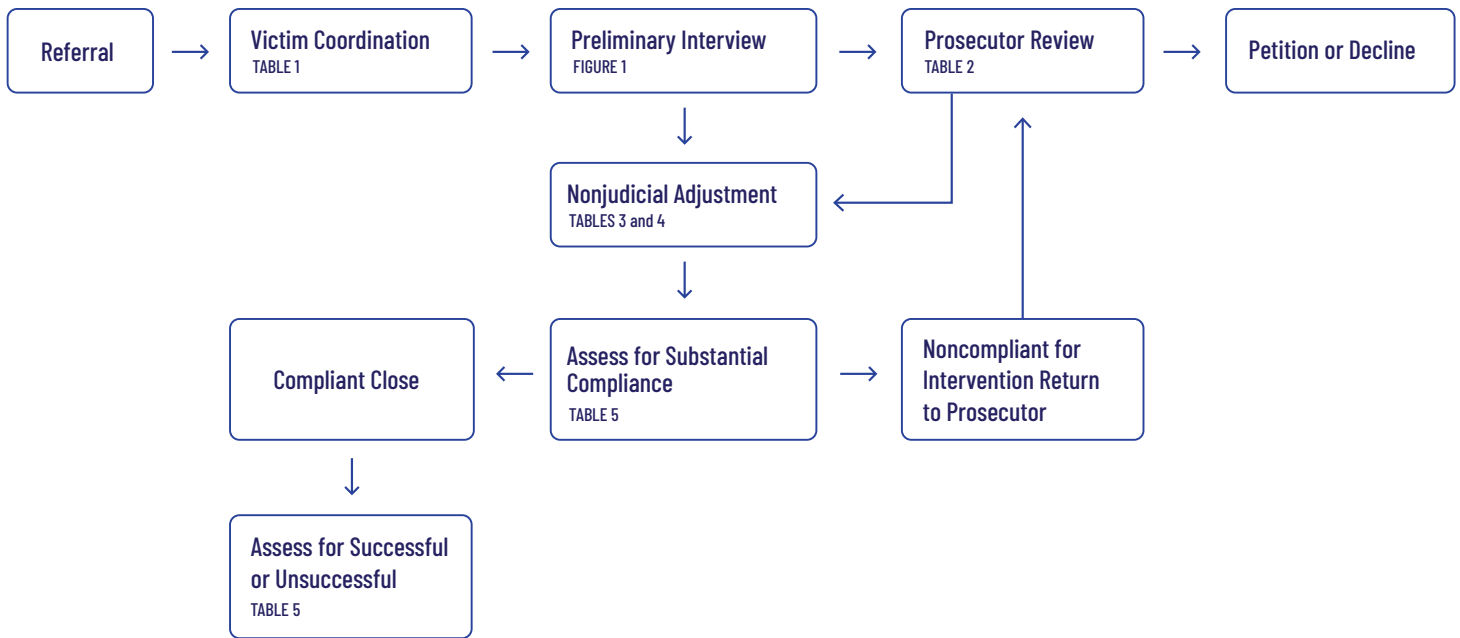 Referral
Victim Coordination
TABLE 1
Preliminary Interview
FIGURE 1
Prosecutor Review
TABLE 2
Petition or Decline
Nonjudicial Adjustment
TABLES 3 and 4
Compliant Close
Assess for Substantial
Compliance
TABLE 5
Noncompliant for
Intervention Return
to Prosecutor
Assess for Successful
or Unsuccessful
TABLE 5